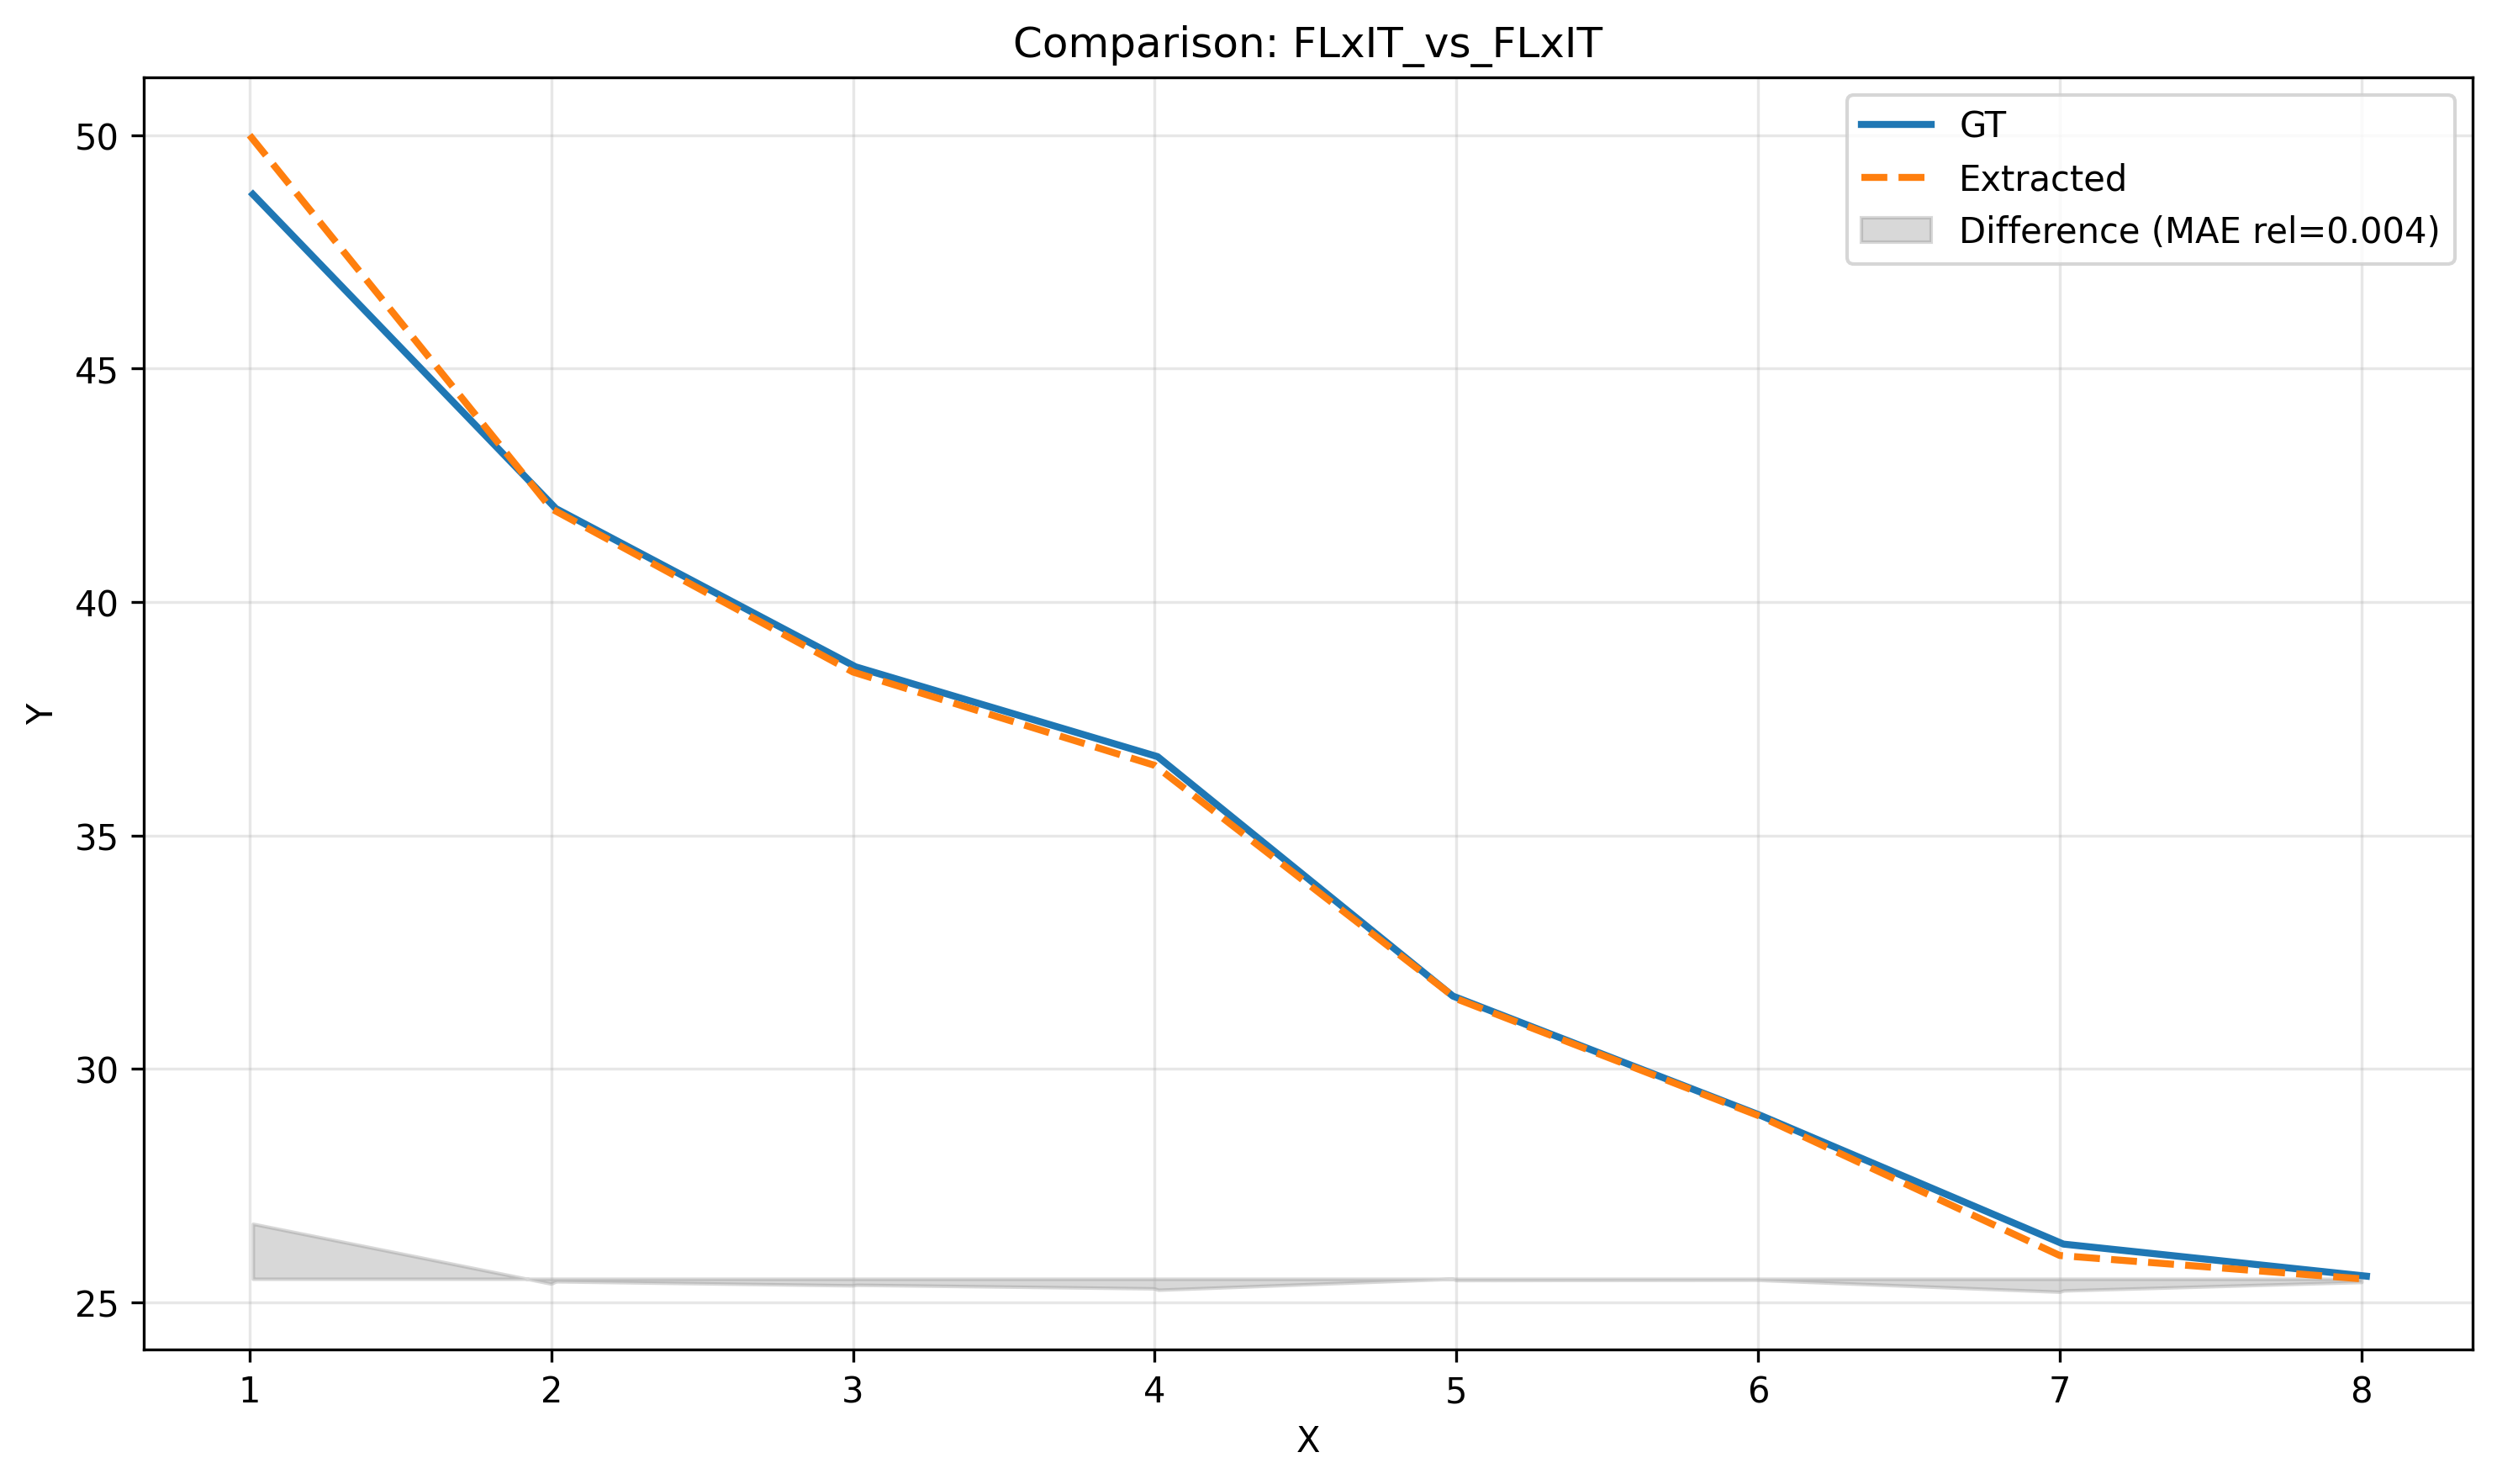 Comparison: FLxIT_vs_FLxIT
GT
Extracted
Difference (MAE rel=0.004)
50
45
40
35
30
25
Y
1 2 3 4 5 6 7 8
X